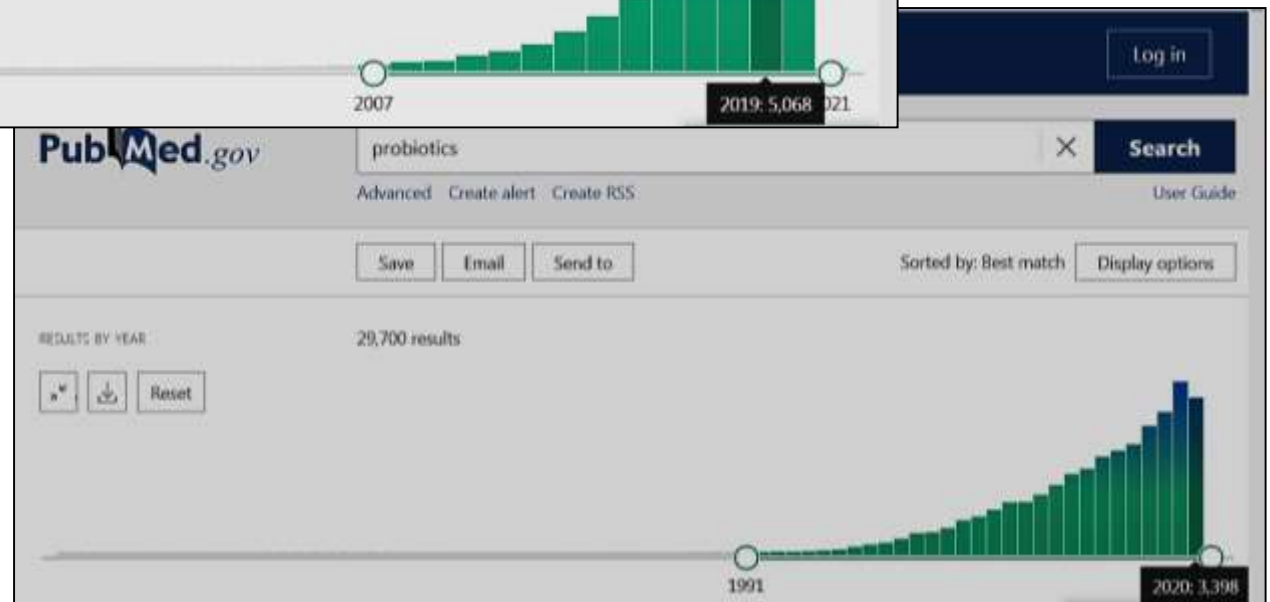 2007
2019: 5,068
021
Log in
PubMed.gov
probiotics
Search
Advanced Create alert Create RSS
User Guide
Save
Email
Send to
Sorted by: Best match
Display options
RESULTS BY YEAR
29,700 results
Reset
1991
2020: 3,398